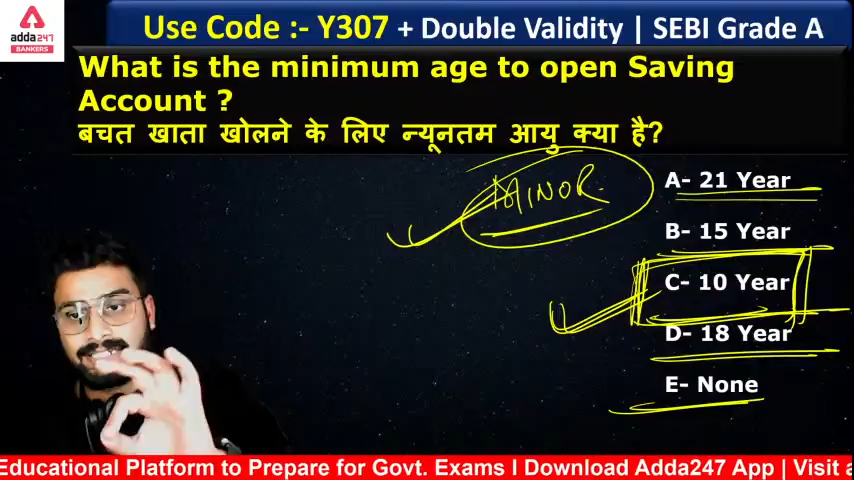 Use Code :- Y307 + Double Validity | SEBI Grade A
adda247
BANKERS
What is the minimum age to open Saving
Account ?
बचत खाता खोलने के लिए न्यूनतम आयु क्या है?
MINOR
A- 21 Year
B- 15 Year
C- 10 Year
D- 18 Year
E- None
Educational Platform to Prepare for Govt. Exams I Download Adda247 App | Visit a